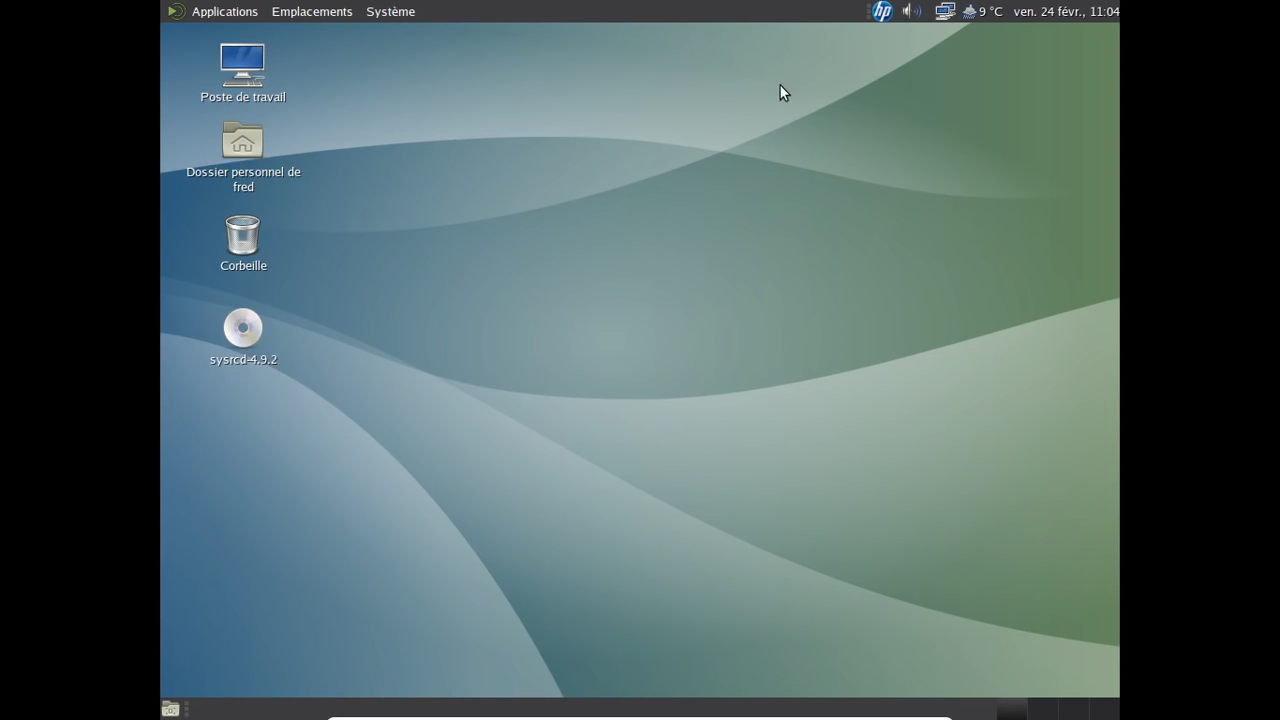 Applications Emplacements Système hp 9 °C ven. 24 févr., 11:04
Poste de travail
Dossier personnel de
fred
Corbeille
sysrcd-4.9.2